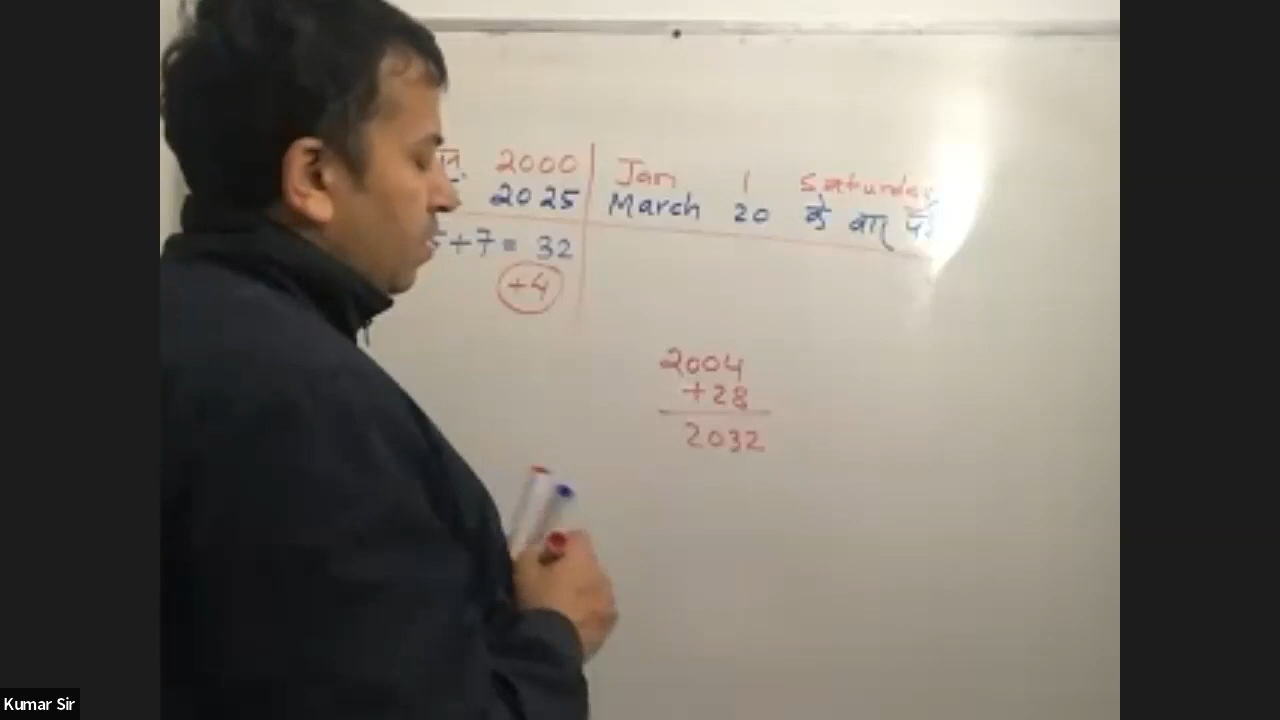 2000 Jan 1 Saturday
2025 March 20 के बार
+7 = 32
+4
2004
+28
2032
Kumar Sir